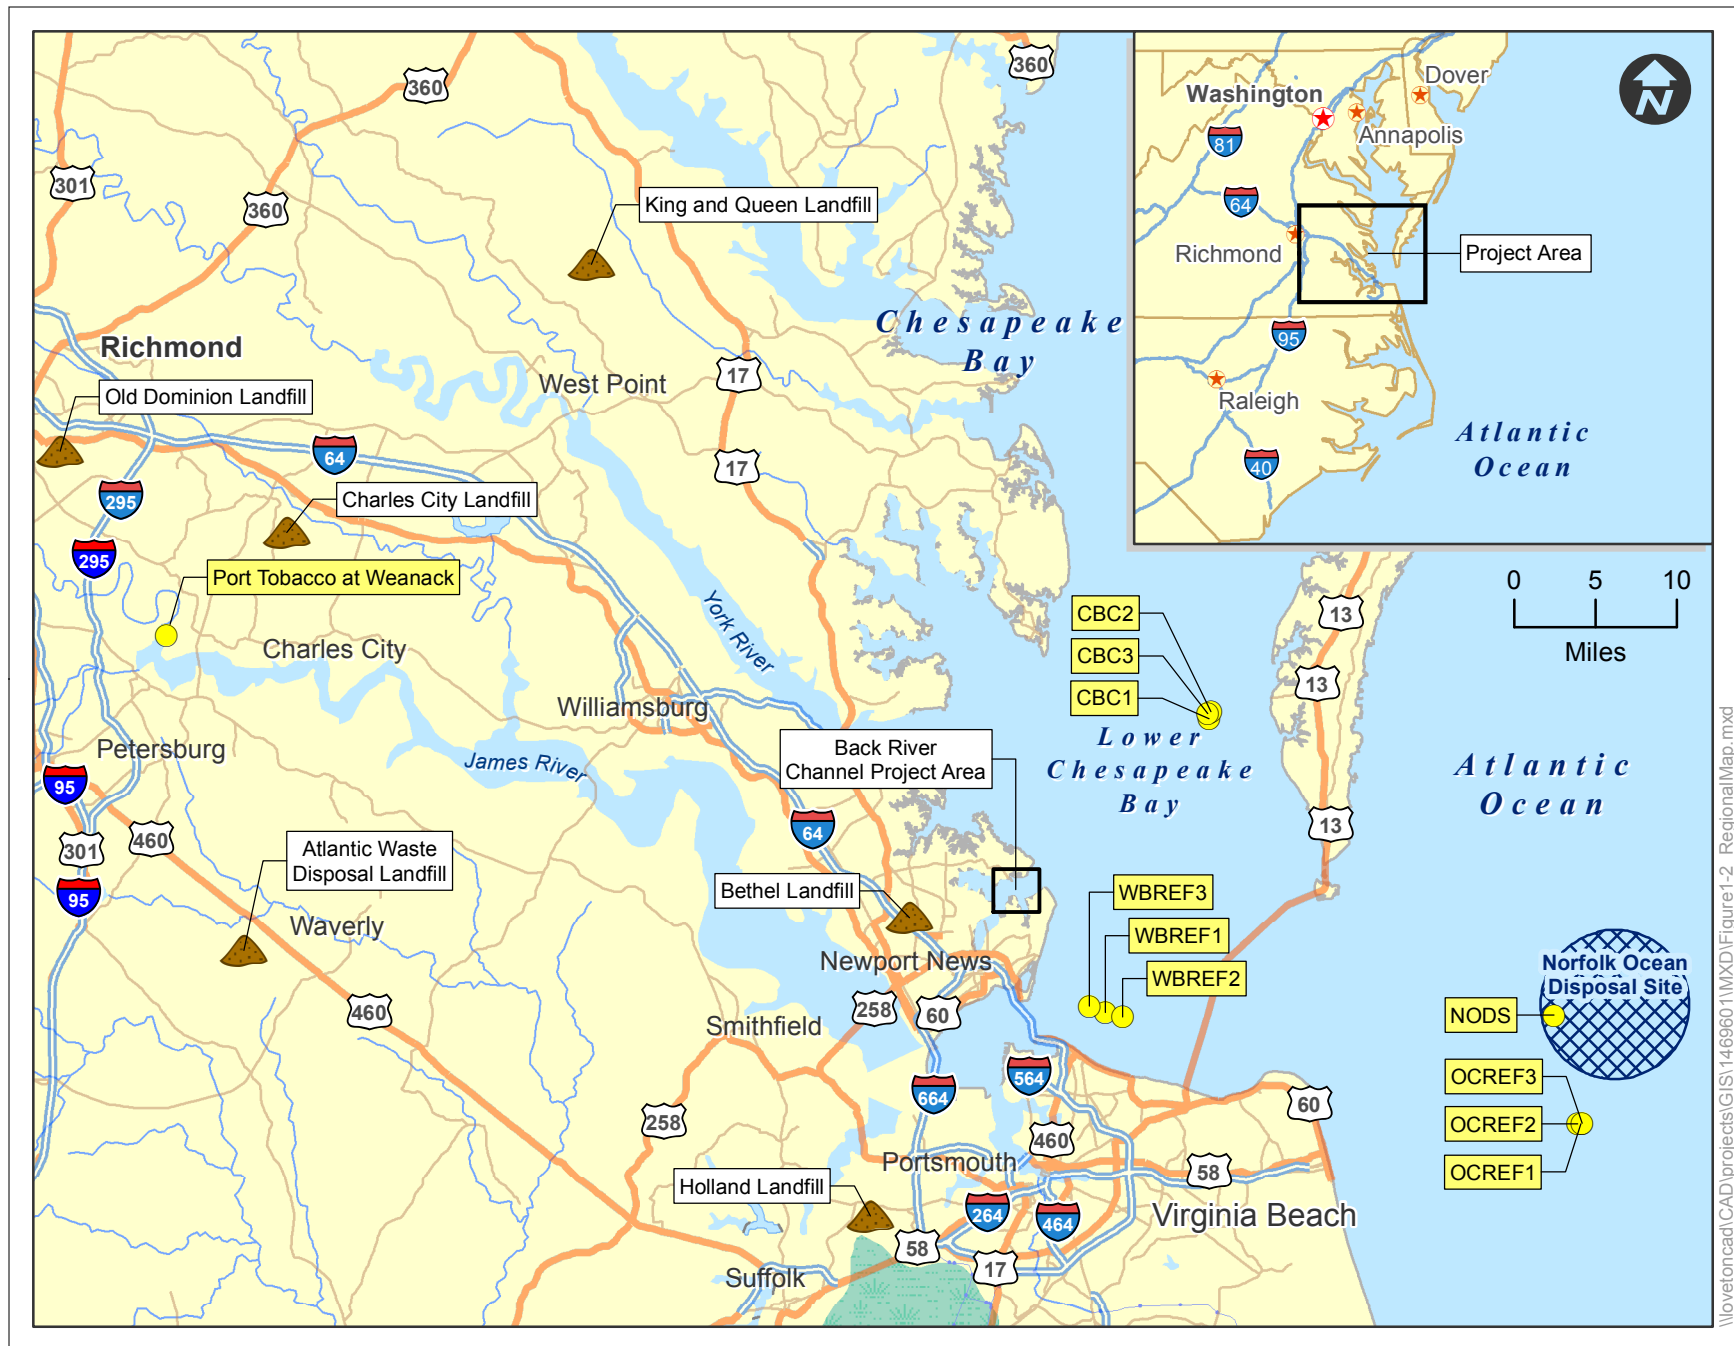 360
360
301
360
King and Queen Landfill
Chesapeake
Bay
Richmond
West Point
17
Old Dominion Landfill
64
17
295
Charles City Landfill
295
Port Tobacco at Weanack
York River
Charles City
Williamsburg
Petersburg
James River
95
301
460
95
Atlantic Waste
Disposal Landfill
Waverly
460
Back River
Channel Project Area
64
Bethel Landfill
Newport News
258
60
Smithfield
664
564
258
460
Portsmouth
Holland Landfill
264
464
58
58
17
60
Virginia Beach
Suffolk
CBC2
CBC3
CBC1
Lower
Chesapeake
Bay
WBREF3
WBREF1
WBREF2
13
13
13
Atlantic
Ocean
Norfolk Ocean
Disposal Site
NODS
OCREF3
OCREF2
OCREF1
0 5 10
Miles
N
Washington
Dover
Annapolis
81
64
Richmond
Project Area
95
Raleigh
40
Atlantic
Ocean
\\lovetoncad\CAD\projects\GIS\1469601\MXD\Figure1-2_RegionalMap.mxd